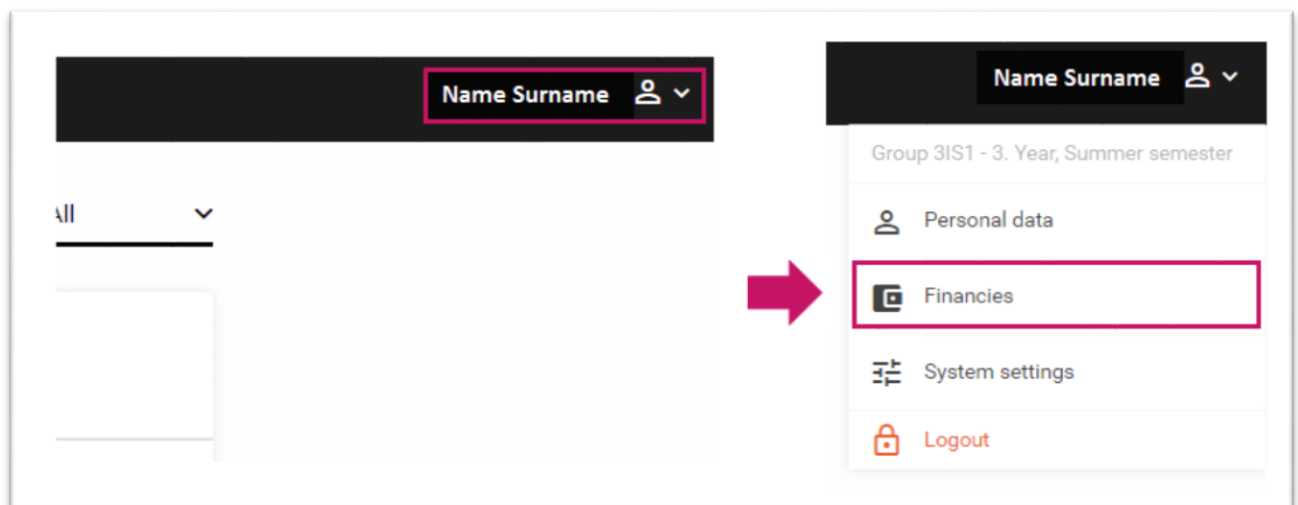 Name Surname
All
Name Surname
Group 3IS1 - 3. Year, Summer semester
Personal data
Financies
System settings
Logout